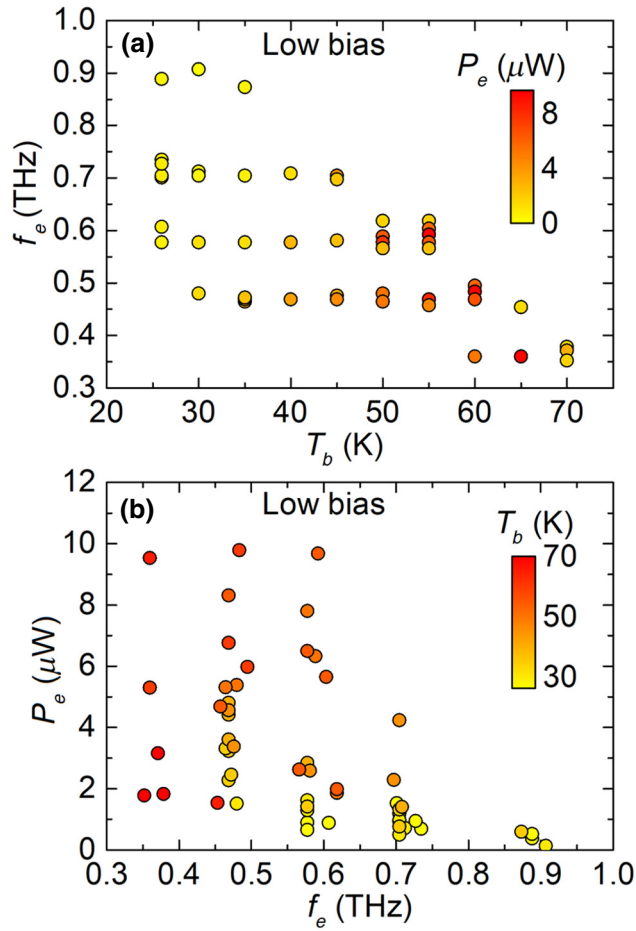 (a) Low bias
P_e (μW)
8
4
0
1.0
0.9
0.8
0.7
0.6
0.5
0.4
0.3
f_e (THz)
20 30 40 50 60 70
T_b (K)
(b) Low bias
T_b (K)
70
50
30
12
10
8
6
4
2
0
P_e (μW)
0.3 0.4 0.5 0.6 0.7 0.8 0.9 1.0
f_e (THz)